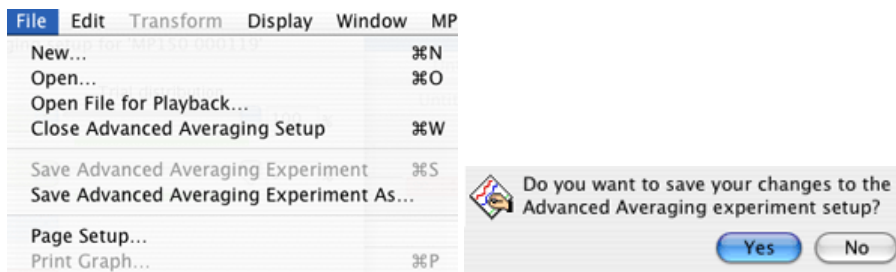 File Edit Transform Display Window MP
New... ⌘N
Open... ⌘O
Open File for Playback...
Close Advanced Averaging Setup ⌘W
Save Advanced Averaging Experiment ⌘S
Save Advanced Averaging Experiment As...
Page Setup...
Print Graph... ⌘P
Do you want to save your changes to the
Advanced Averaging experiment setup?
Yes No